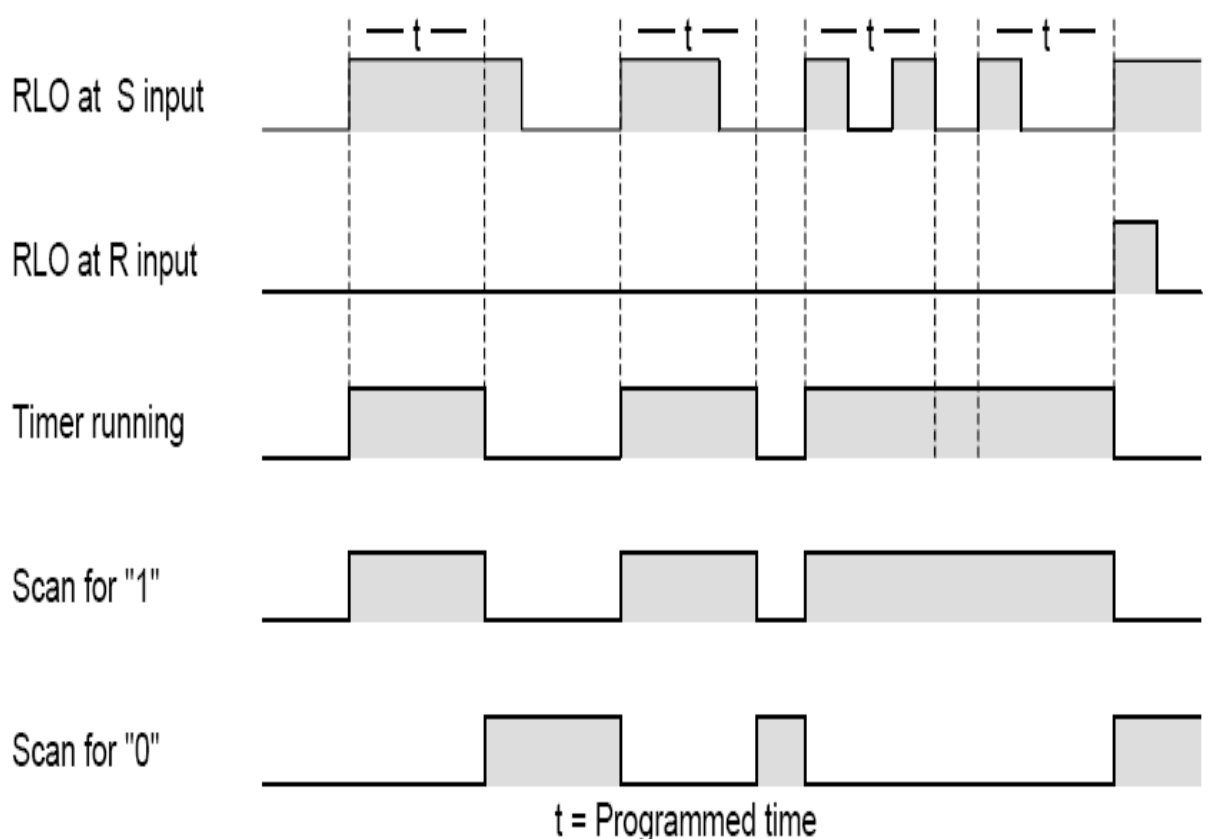 t t t t
RLO at S input
RLO at R input
Timer running
Scan for "1"
Scan for "0"
t = Programmed time